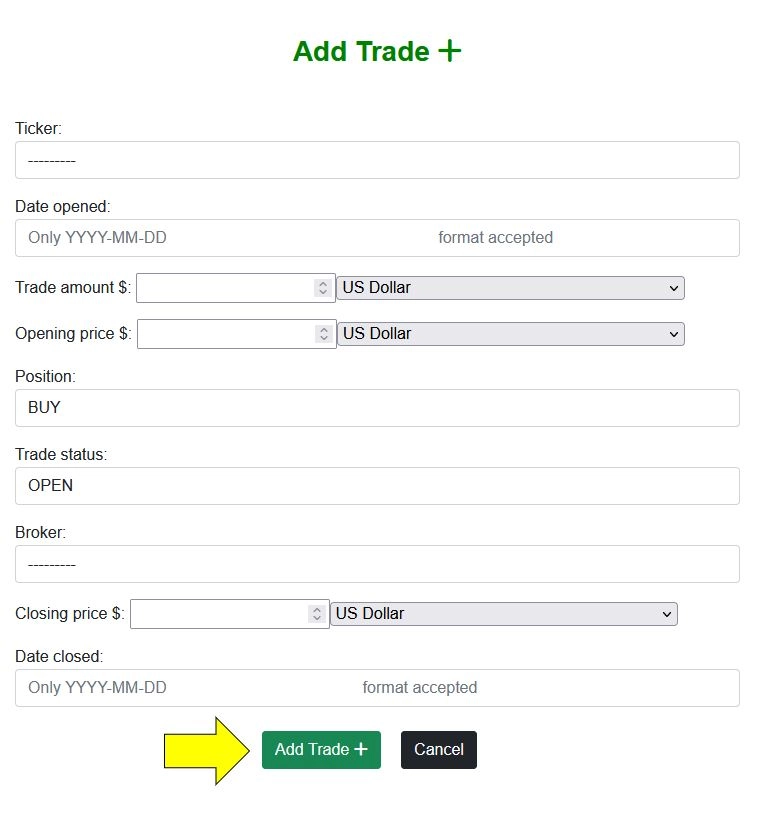 Add Trade +
Ticker:
---------
Date opened:
Only YYYY-MM-DD format accepted
Trade amount $: US Dollar
Opening price $: US Dollar
Position:
BUY
Trade status:
OPEN
Broker:
---------
Closing price $: US Dollar
Date closed:
Only YYYY-MM-DD format accepted
Add Trade + Cancel